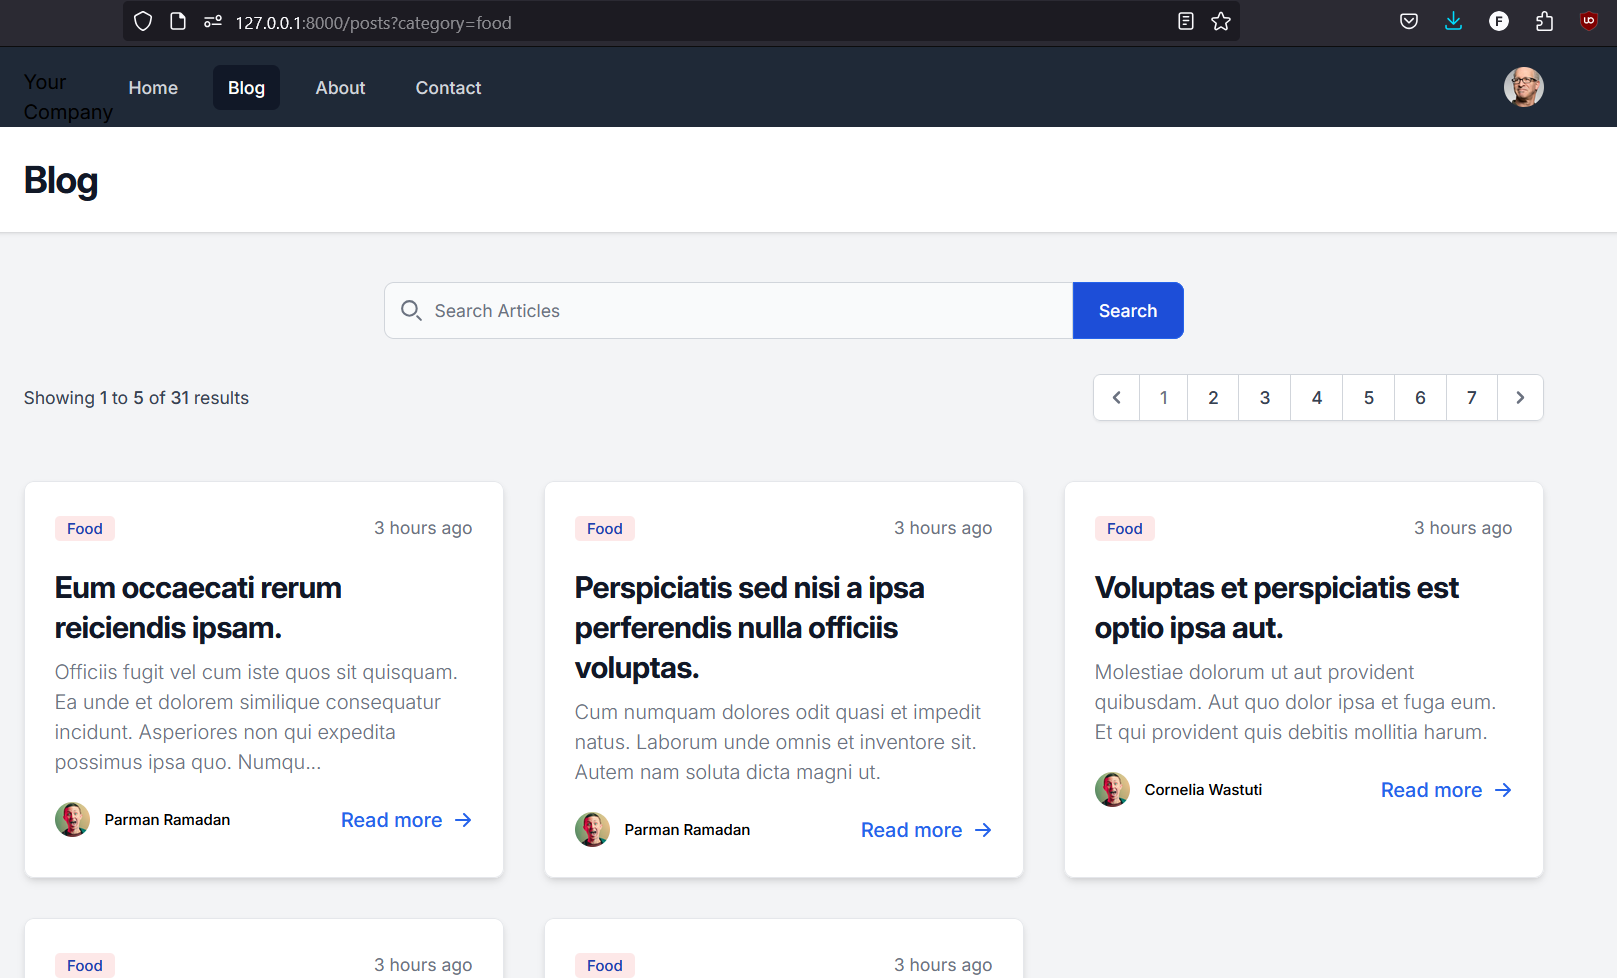 127.0.0.1:8000/posts?category=food
Your
Company
Home
Blog
About
Contact
Blog
Search Articles
Search
Showing 1 to 5 of 31 results
1 2 3 4 5 6 7
Food
3 hours ago
Eum occaecati rerum
reiciendis ipsam.
Officiis fugit vel cum iste quos sit quisquam.
Ea unde et dolorem similique consequatur
incidunt. Asperiores non qui expedita
possimus ipsa quo. Numqu...
Parman Ramadan
Read more
Food
3 hours ago
Perspiciatis sed nisi a ipsa
perferendis nulla officiis
voluptas.
Cum numquam dolores odit quasi et impedit
natus. Laborum unde omnis et inventore sit.
Autem nam soluta dicta magni ut.
Parman Ramadan
Read more
Food
3 hours ago
Voluptas et perspiciatis est
optio ipsa aut.
Molestiae dolorum ut aut provident
quibusdam. Aut quo dolor ipsa et fuga eum.
Et qui provident quis debitis mollitia harum.
Cornelia Wastuti
Read more
Food
3 hours ago
Food
3 hours ago